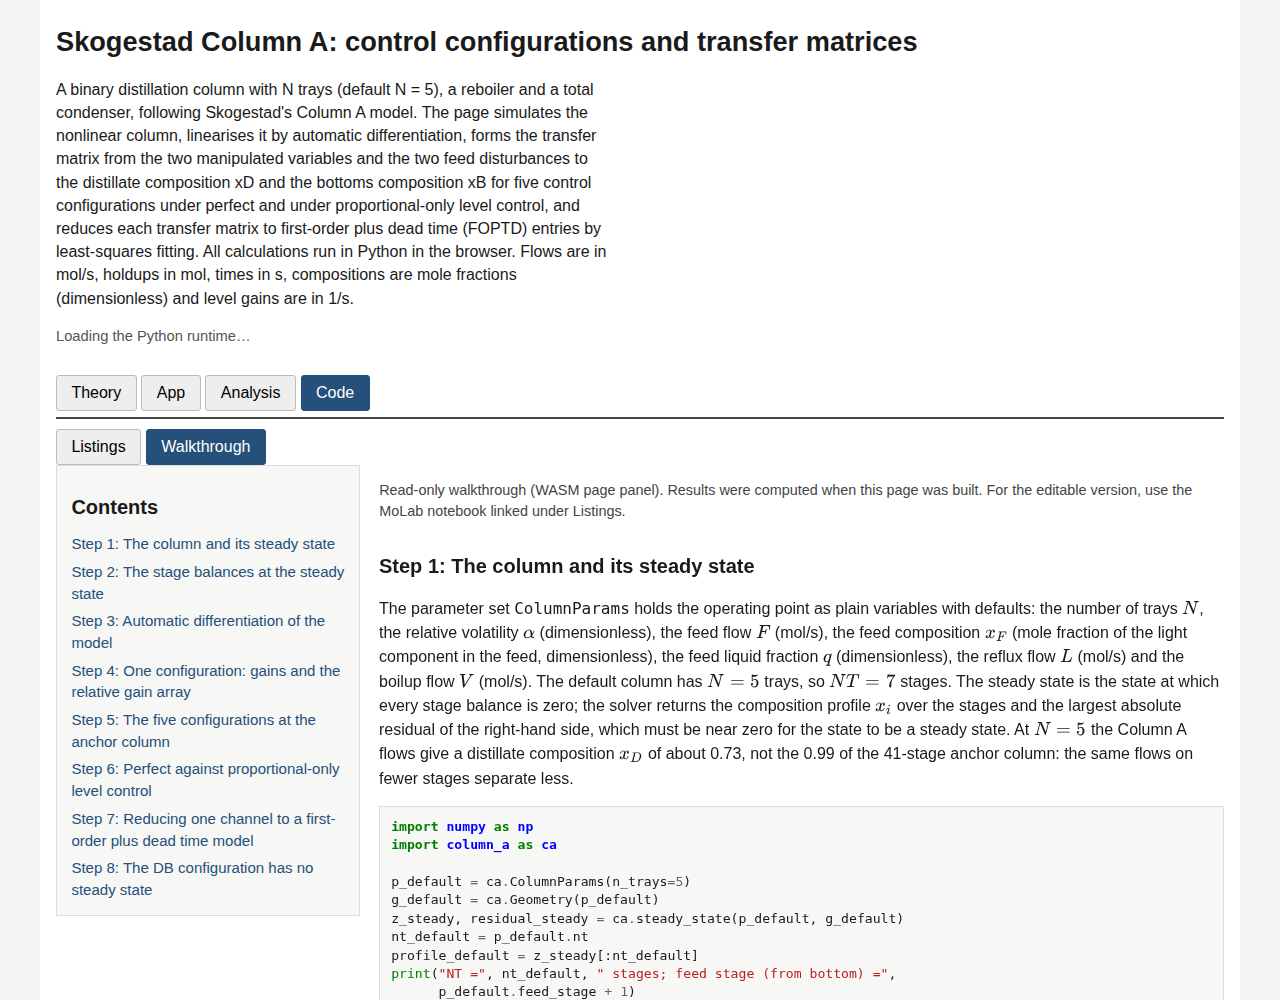 Skogestad Column A: control configurations and transfer matrices
A binary distillation column with N trays (default N = 5), a reboiler and a total
condenser, following Skogestad's Column A model. The page simulates the
nonlinear column, linearises it by automatic differentiation, forms the transfer
matrix from the two manipulated variables and the two feed disturbances to
the distillate composition xD and the bottoms composition xB for five control
configurations under perfect and under proportional-only level control, and
reduces each transfer matrix to first-order plus dead time (FOPTD) entries by
least-squares fitting. All calculations run in Python in the browser. Flows are in
mol/s, holdups in mol, times in s, compositions are mole fractions
(dimensionless) and level gains are in 1/s.
Loading the Python runtime…
Theory App Analysis Code
Listings Walkthrough
Contents
Step 1: The column and its steady state
Step 2: The stage balances at the steady
state
Step 3: Automatic differentiation of the
model
Step 4: One configuration: gains and the
relative gain array
Step 5: The five configurations at the
anchor column
Step 6: Perfect against proportional-only
level control
Step 7: Reducing one channel to a first-
order plus dead time model
Step 8: The DB configuration has no
steady state
Read-only walkthrough (WASM page panel). Results were computed when this page was built. For the editable version, use the
MoLab notebook linked under Listings.
Step 1: The column and its steady state
The parameter set ColumnParams holds the operating point as plain variables with defaults: the number of trays N,
the relative volatility α (dimensionless), the feed flow F (mol/s), the feed composition x_F (mole fraction of the light
component in the feed, dimensionless), the feed liquid fraction q (dimensionless), the reflux flow L (mol/s) and the
boilup flow V (mol/s). The default column has N = 5 trays, so NT = 7 stages. The steady state is the state at which
every stage balance is zero; the solver returns the composition profile x_i over the stages and the largest absolute
residual of the right-hand side, which must be near zero for the state to be a steady state. At N = 5 the Column A
flows give a distillate composition x_D of about 0.73, not the 0.99 of the 41-stage anchor column: the same flows on
fewer stages separate less.
import numpy as np
import column_a as ca
p_default = ca.ColumnParams(n_trays=5)
g_default = ca.Geometry(p_default)
z_steady, residual_steady = ca.steady_state(p_default, g_default)
nt_default = p_default.nt
profile_default = z_steady[:nt_default]
print("NT =", nt_default, " stages; feed stage (from bottom) =",
p_default.feed_stage + 1)